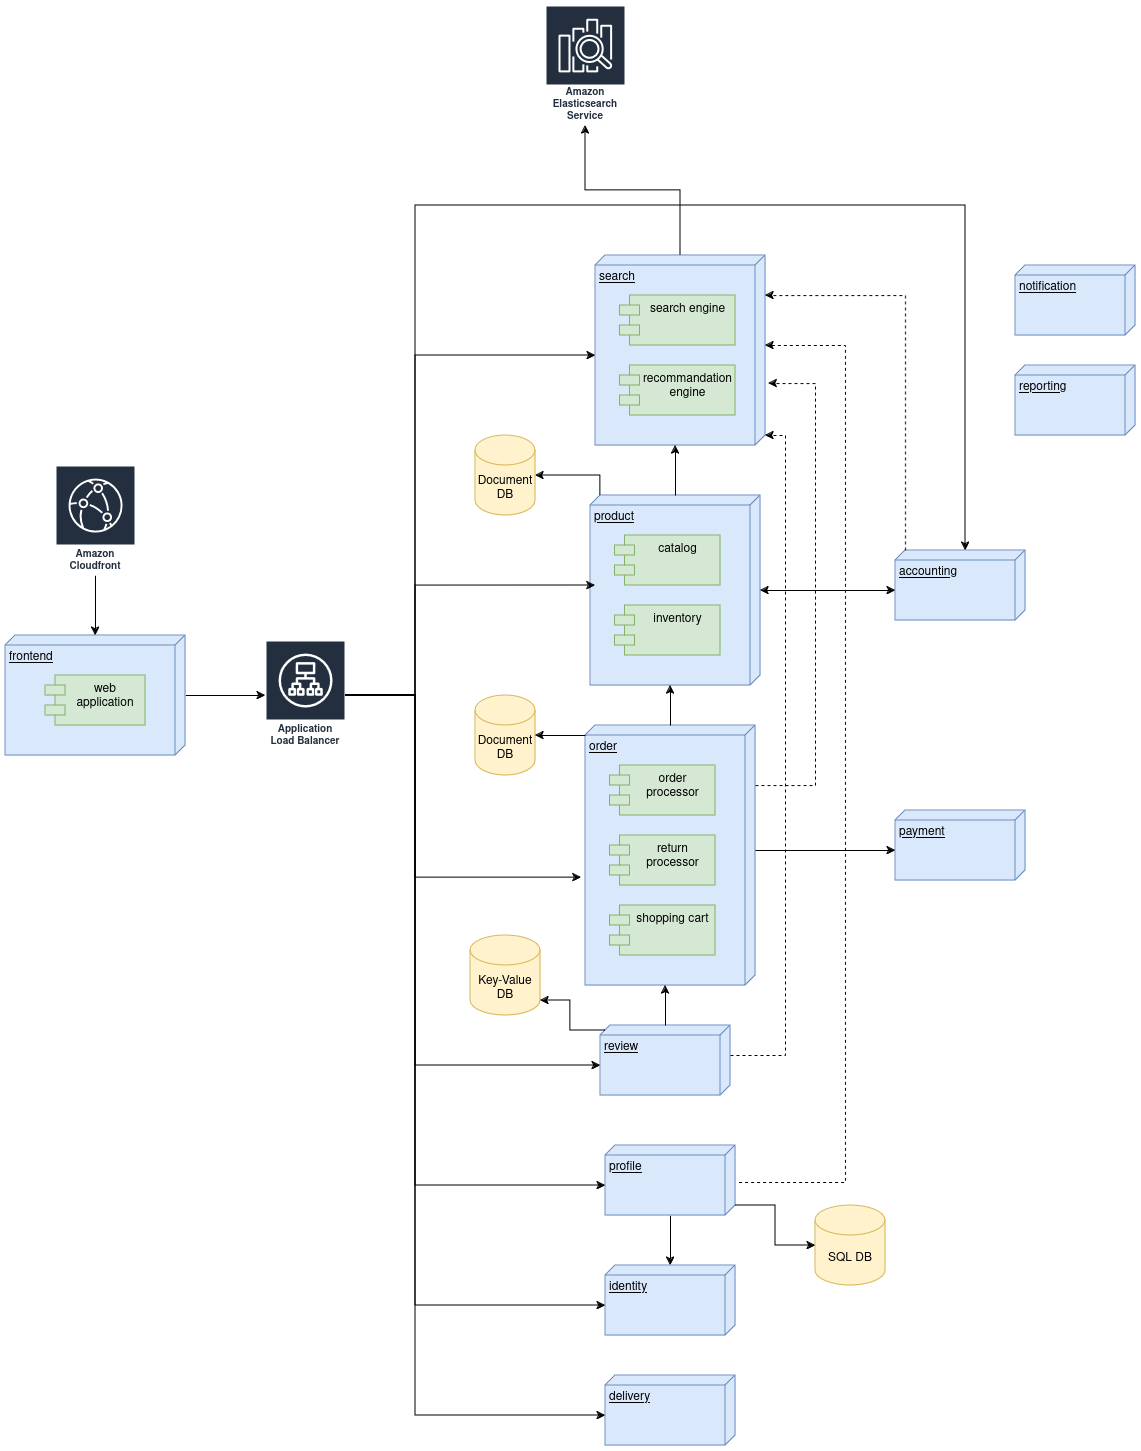 Amazon
Elasticsearch
Service
search
search engine
recommandation
engine
notification
reporting
Document
DB
product
catalog
inventory
accounting
Amazon
Cloudfront
frontend
web
application
Application
Load Balancer
Document
DB
order
order
processor
return
processor
shopping cart
payment
Key-Value
DB
review
profile
SQL DB
identity
delivery